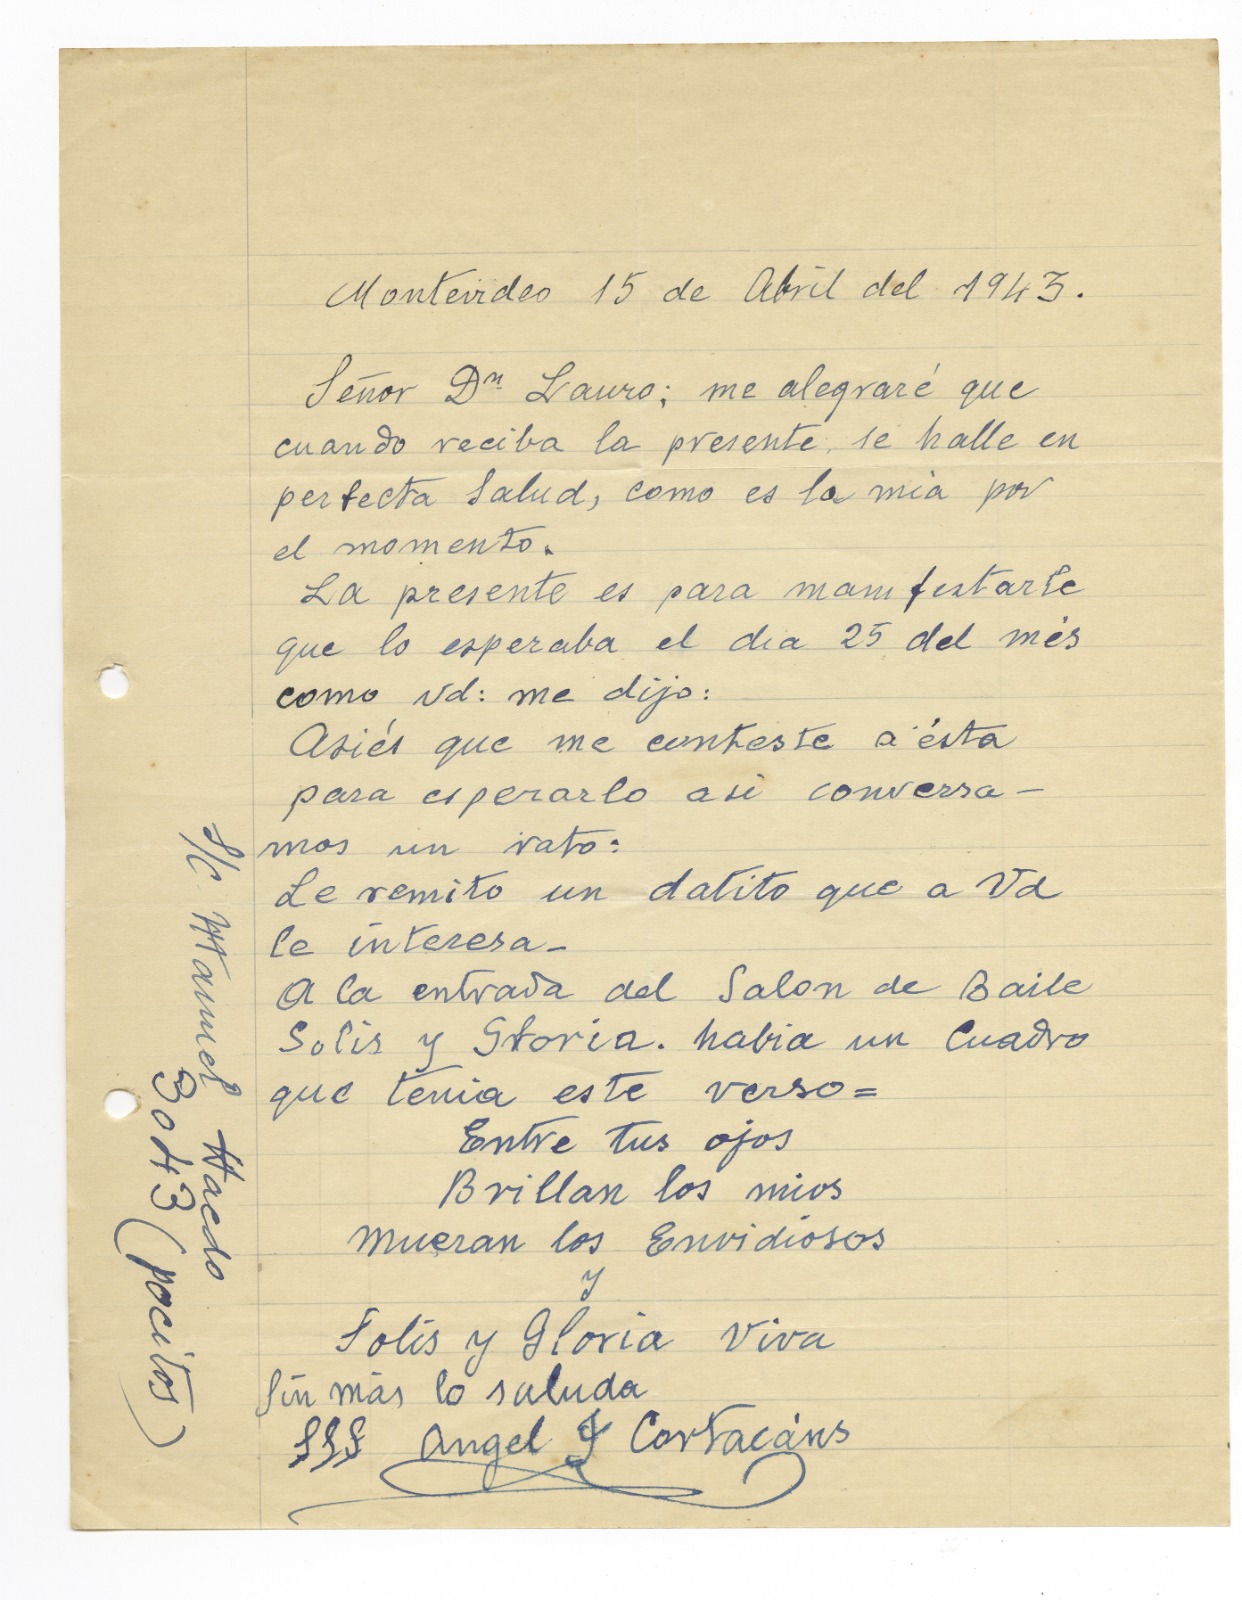 Montevideo 15 de Abril del 1943.
Señor Dn Lauro; me alegraré que
cuando reciba la presente, se halle en
perfecta Salud, como es la mia por
el momento.
La presente es para manifestarle
que lo esperaba el dia 25 del més
como Vd: me dijo:
Asiés que me conteste a ésta
para esperarlo asi conversa-
mos un rato:
Le remito un datito que a Vd
le interesa-
A la entrada del Salon de Baile
Solis y Gloria. habia un Cuadro
que tenia este verso=
Entre tus ojos
Brillan los mios
Mueran los Envidiosos
y
Solis y Gloria Viva
Sin más lo saluda
SSS Angel J Cortacáns
S/C. Manuel Haedo
3043 (pocitos)